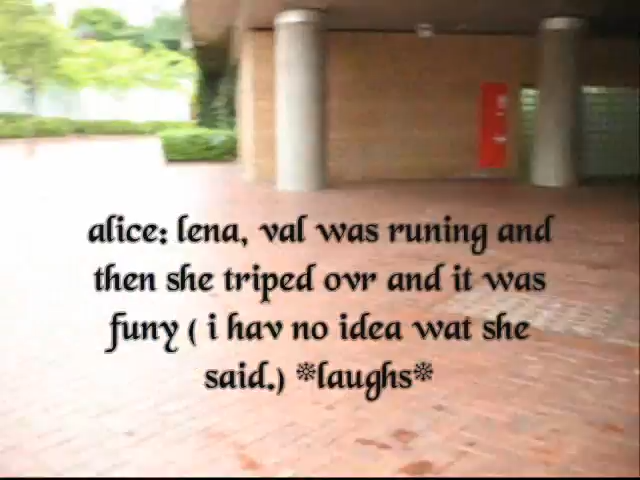 alice: lena, val was runing and
then she triped ovr and it was
funy ( i hav no idea wat she
said.) *laughs*